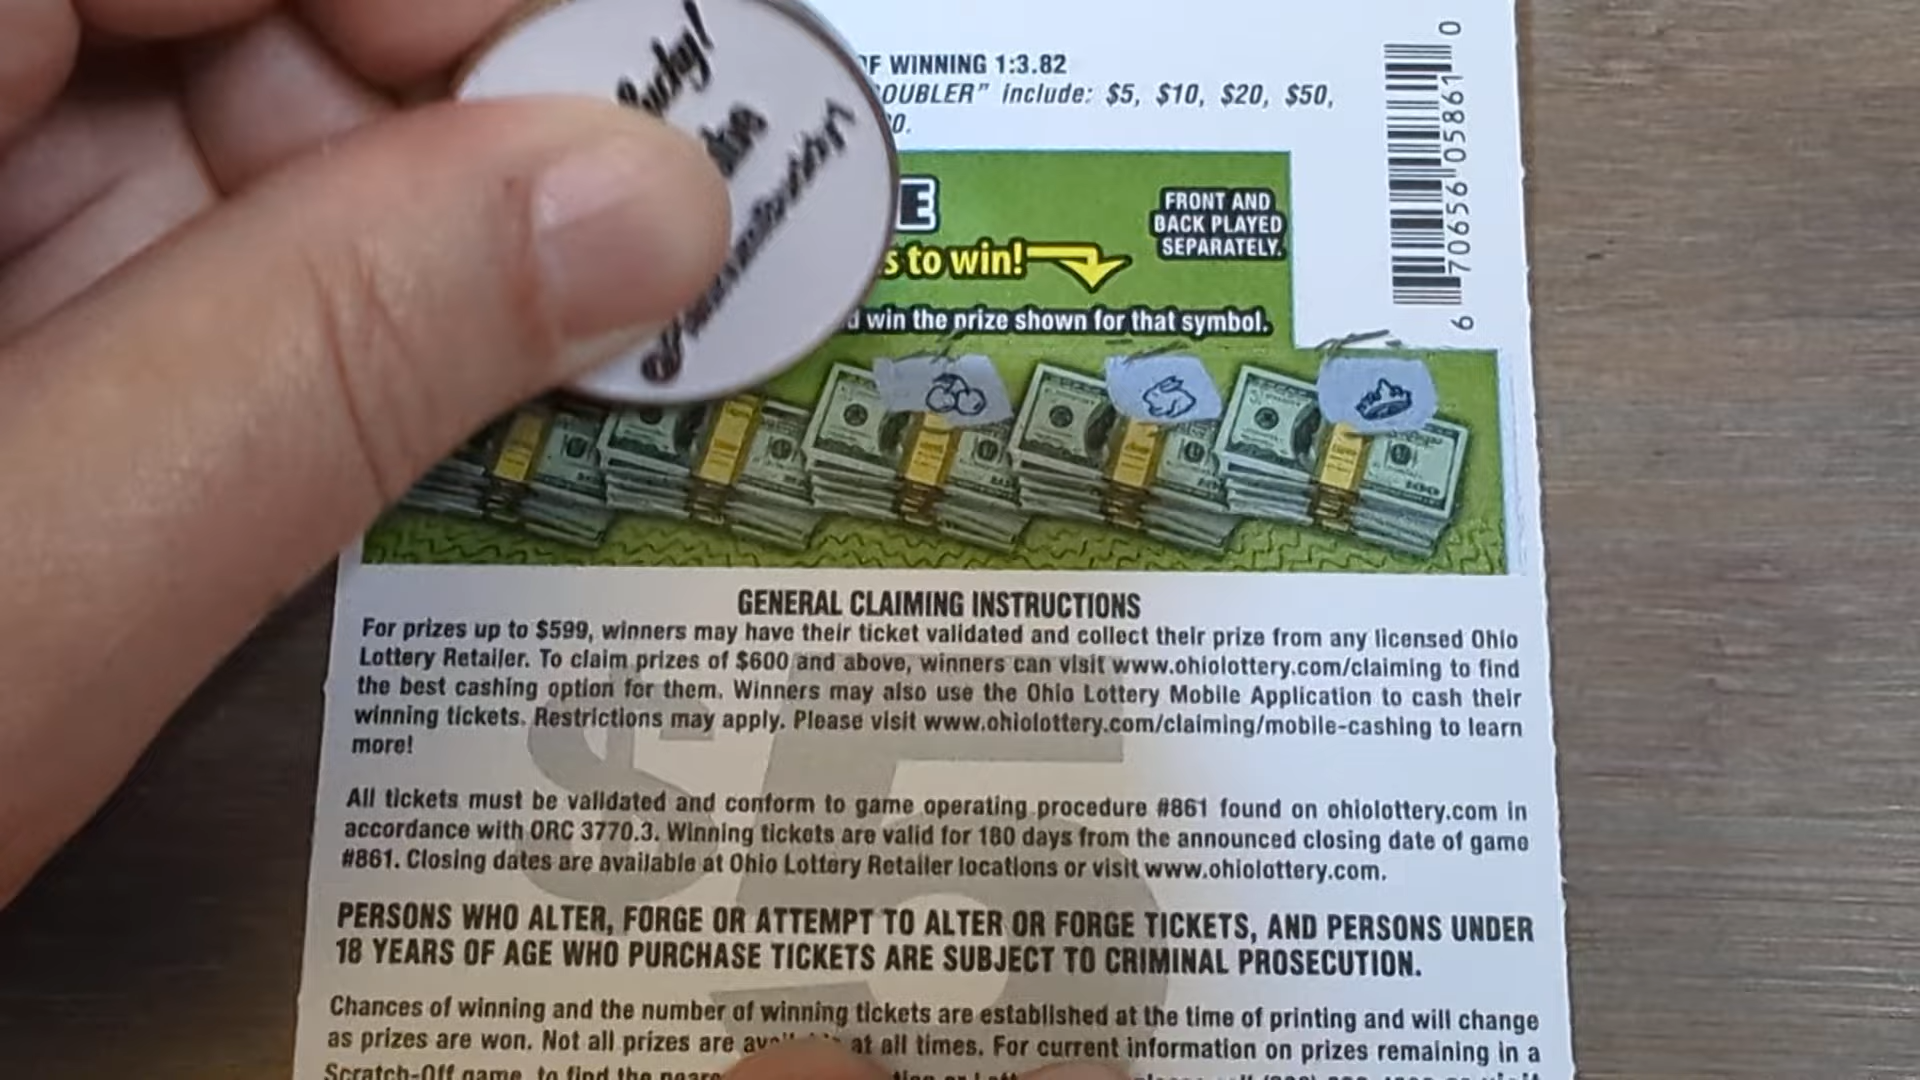 lucky!
OF WINNING 1:3.82
OUBLER" include: $5, $10, $20, $50,
0.
E
FRONT AND
BACK PLAYED
SEPARATELY.
s to win!
d win the prize shown for that symbol.
6 70656 05861 0
GENERAL CLAIMING INSTRUCTIONS
For prizes up to $599, winners may have their ticket validated and collect their prize from any licensed Ohio
Lottery Retailer. To claim prizes of $600 and above, winners can visit www.ohiolottery.com/claiming to find
the best cashing option for them. Winners may also use the Ohio Lottery Mobile Application to cash their
winning tickets. Restrictions may apply. Please visit www.ohiolottery.com/claiming/mobile-cashing to learn
more!
$5
All tickets must be validated and conform to game operating procedure #861 found on ohiolottery.com in
accordance with ORC 3770.3. Winning tickets are valid for 180 days from the announced closing date of game
#861. Closing dates are available at Ohio Lottery Retailer locations or visit www.ohiolottery.com.
PERSONS WHO ALTER, FORGE OR ATTEMPT TO ALTER OR FORGE TICKETS, AND PERSONS UNDER
18 YEARS OF AGE WHO PURCHASE TICKETS ARE SUBJECT TO CRIMINAL PROSECUTION.
Chances of winning and the number of winning tickets are established at the time of printing and will change
as prizes are won. Not all prizes are at all times. For current information on prizes remaining in a
Scratch-Off game, to find the